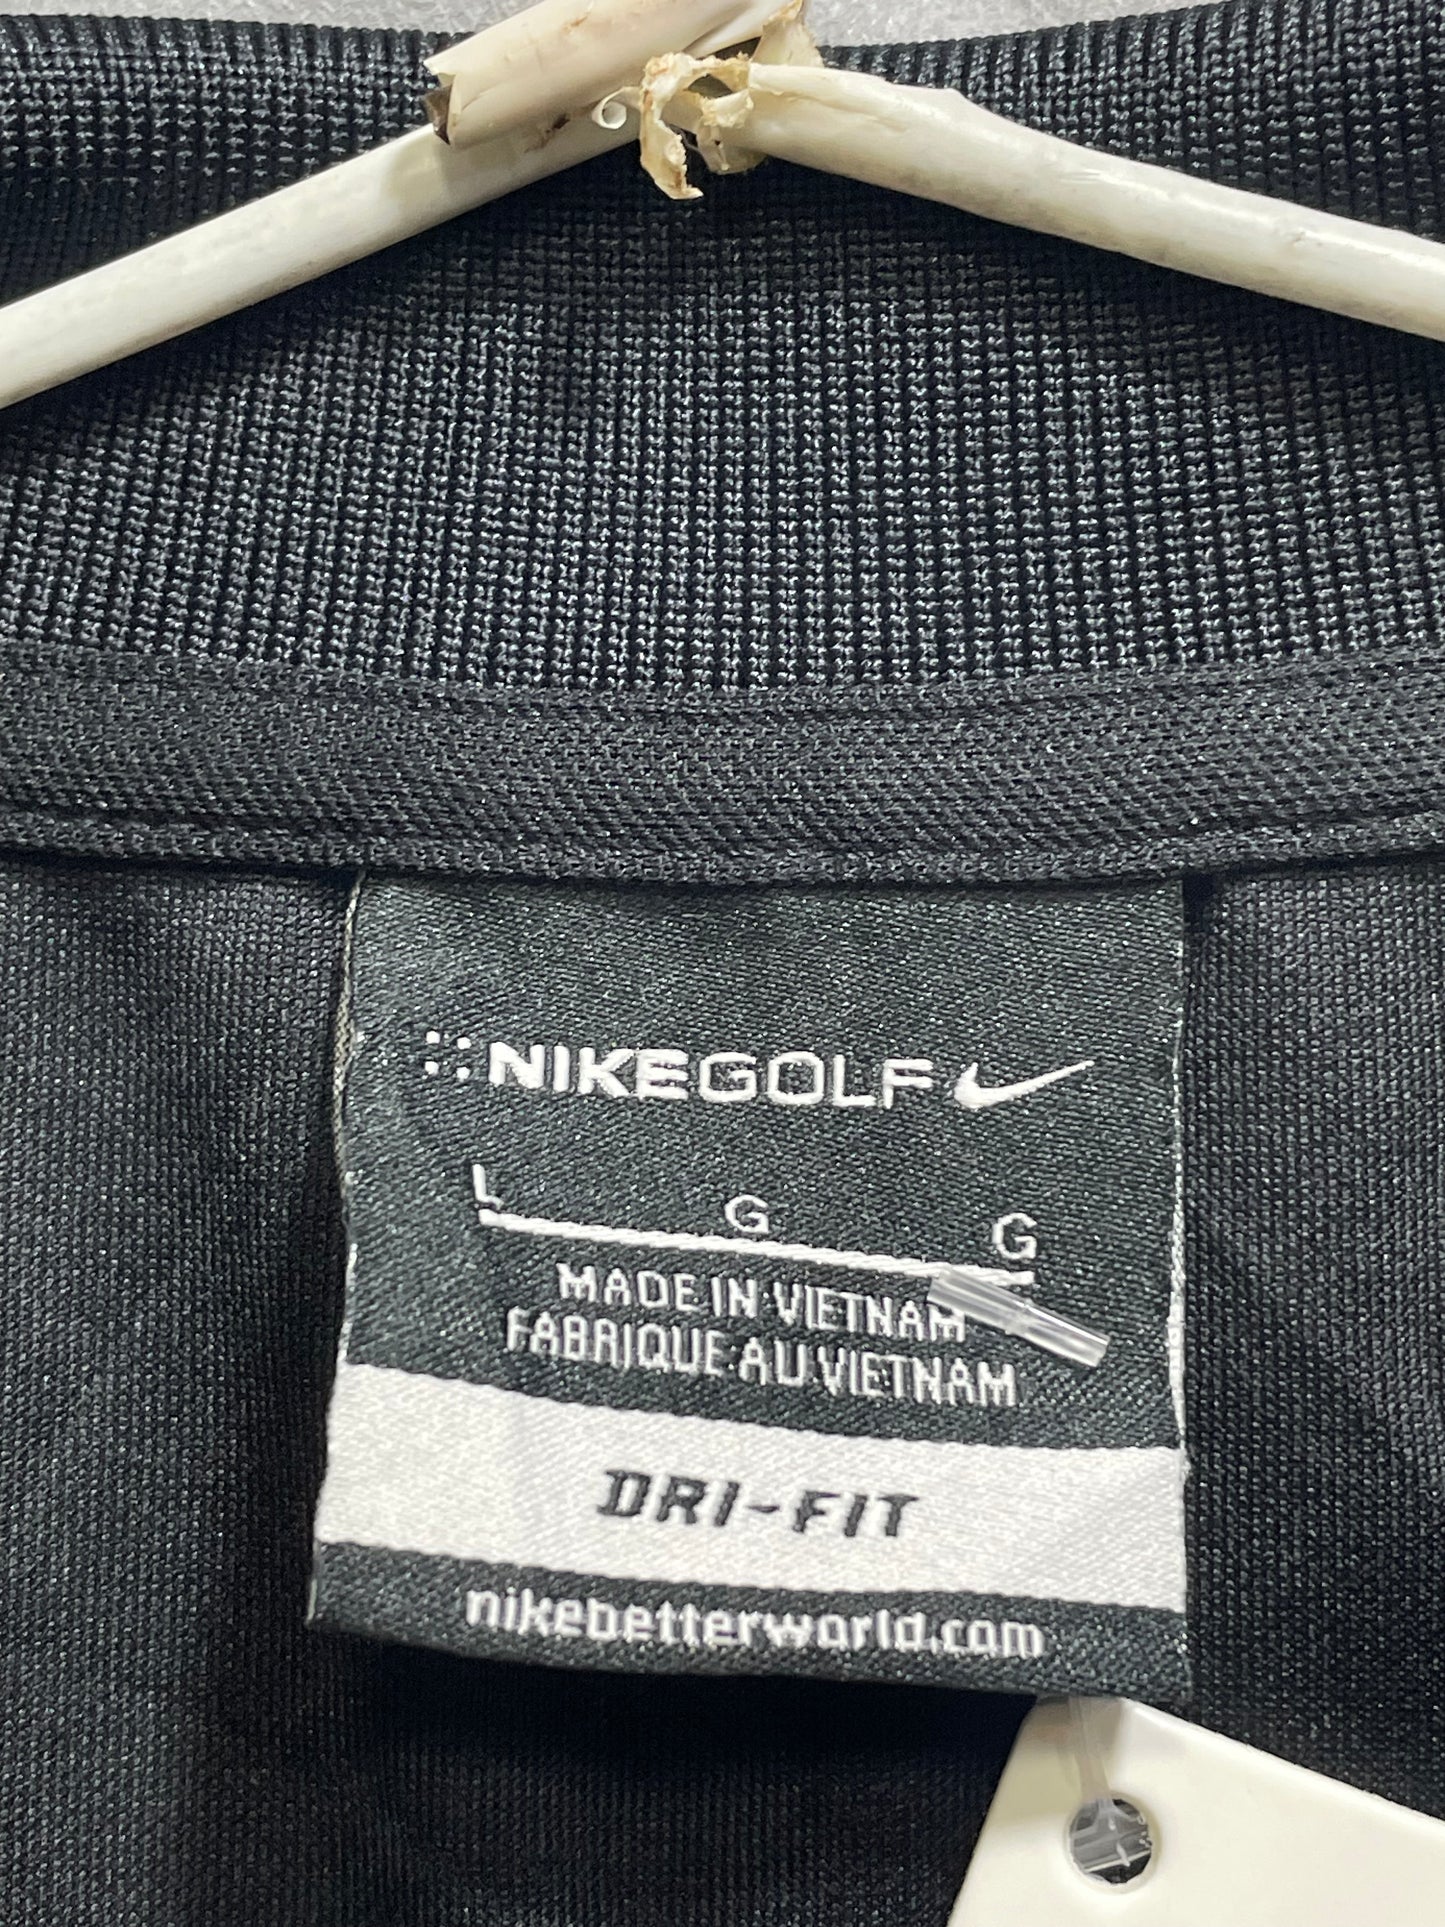 NIKEGOLF
L G G
MADE IN VIETNAM
FABRIQUE AU VIETNAM
DRI-FIT
nikebetterworld.com